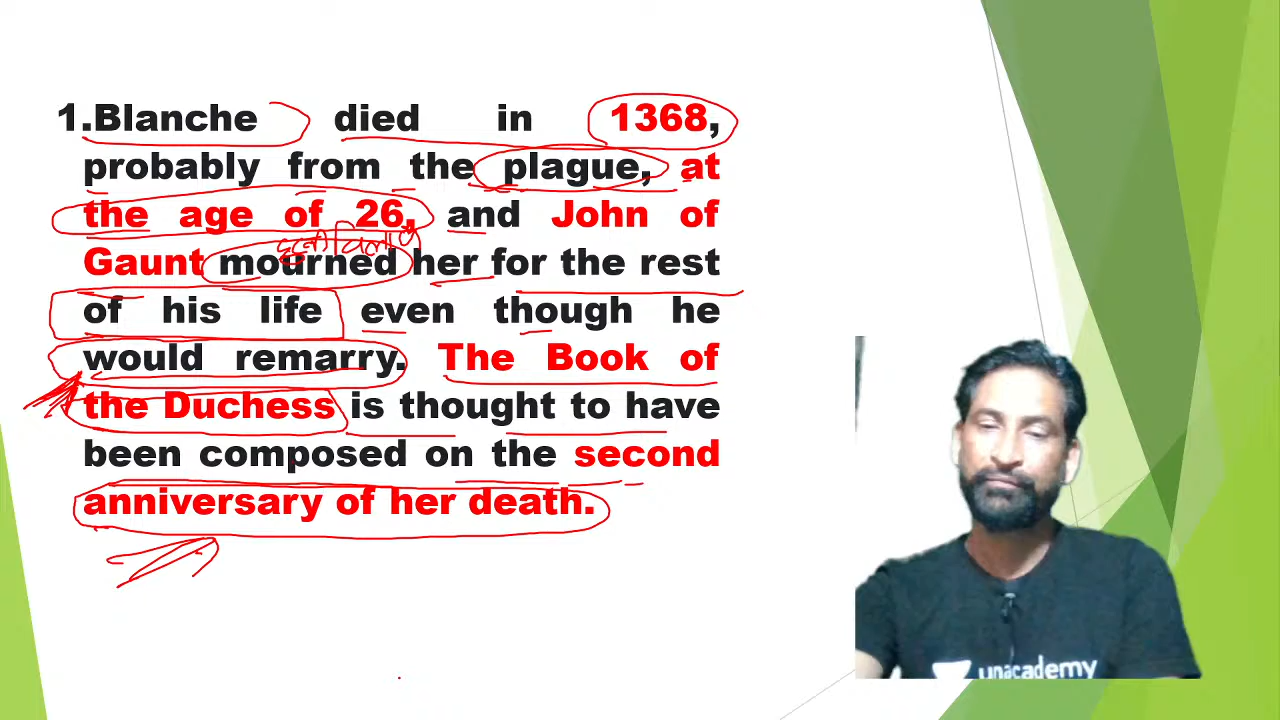 1.Blanche died in 1368,
probably from the plague, at
the age of 26, and John of
Gaunt mourned her for the rest
of his life even though he
would remarry. The Book of
the Duchess is thought to have
been composed on the second
anniversary of her death.
unacademy